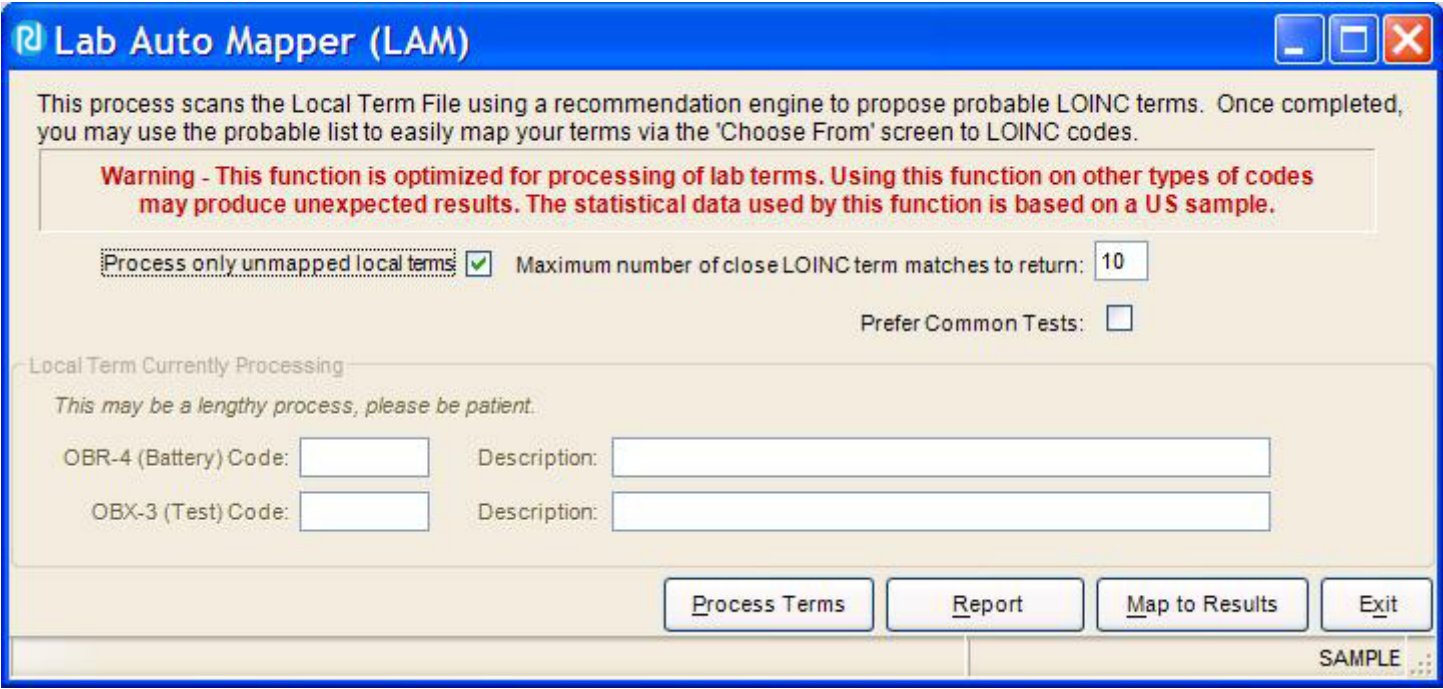 Lab Auto Mapper (LAM)
This process scans the Local Term File using a recommendation engine to propose probable LOINC terms. Once completed,
you may use the probable list to easily map your terms via the 'Choose From' screen to LOINC codes.
Warning - This function is optimized for processing of lab terms. Using this function on other types of codes
may produce unexpected results. The statistical data used by this function is based on a US sample.
Process only unmapped local terms Maximum number of close LOINC term matches to return: 10
Prefer Common Tests:
Local Term Currently Processing
This may be a lengthy process, please be patient.
OBR-4 (Battery) Code: Description:
OBX-3 (Test) Code: Description:
Process Terms Report Map to Results Exit
SAMPLE